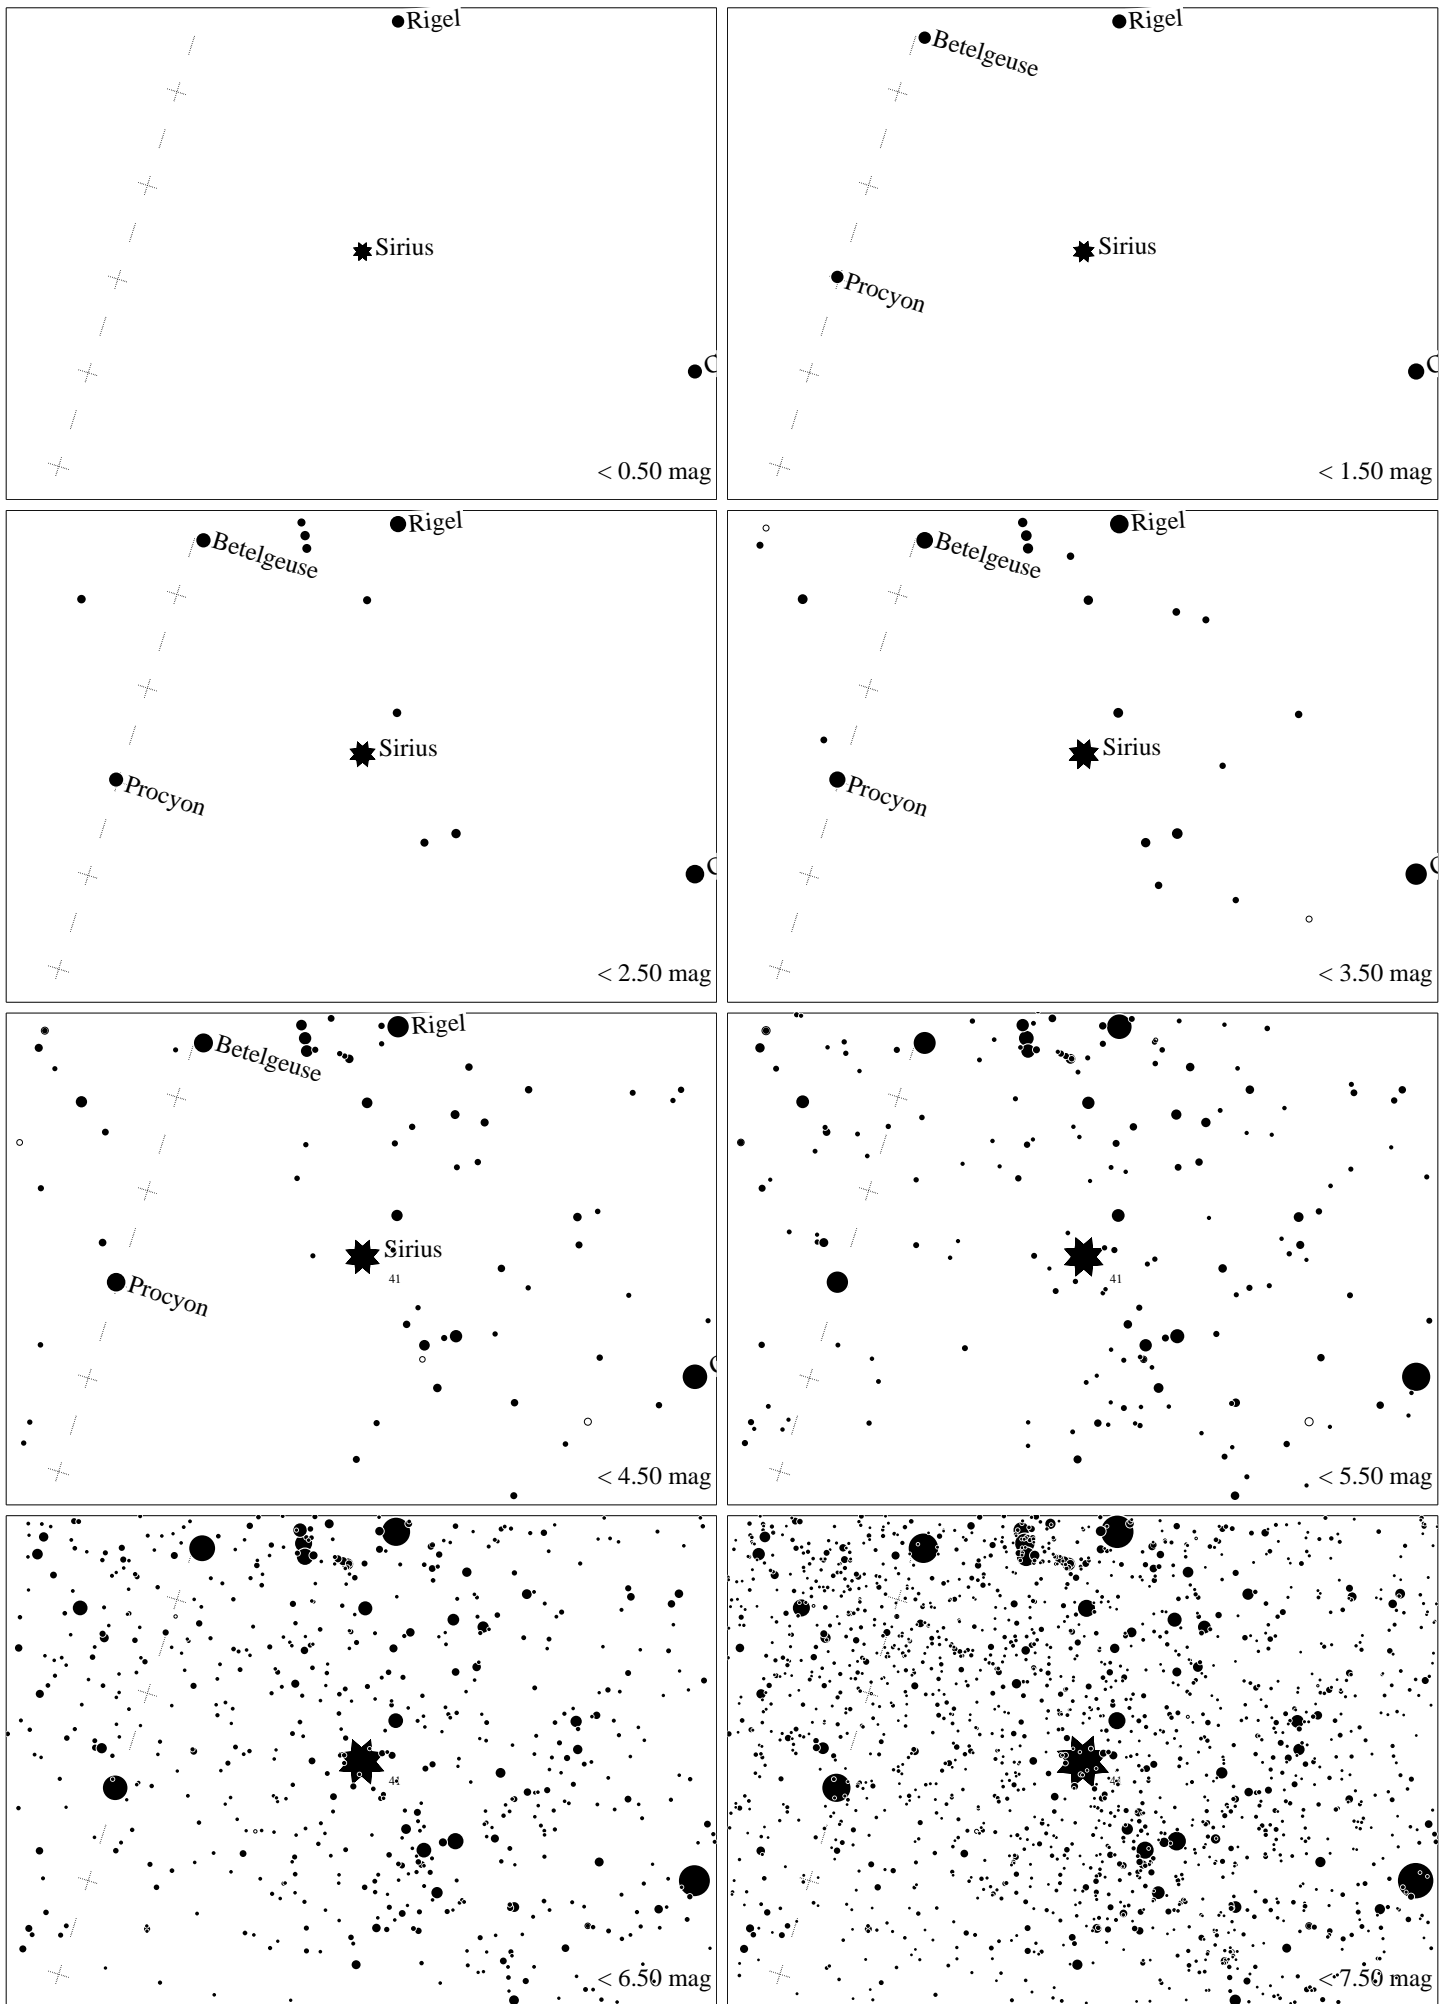 Rigel
Sirius
C
< 0.50 mag
Rigel
Betelgeuse
Sirius
Procyon
C
< 1.50 mag
Rigel
Betelgeuse
Sirius
Procyon
C
< 2.50 mag
Rigel
Betelgeuse
Sirius
Procyon
C
< 3.50 mag
Rigel
Betelgeuse
Sirius
41
Procyon
C
< 4.50 mag
41
< 5.50 mag
41
< 6.50 mag
41
< 7.50 mag